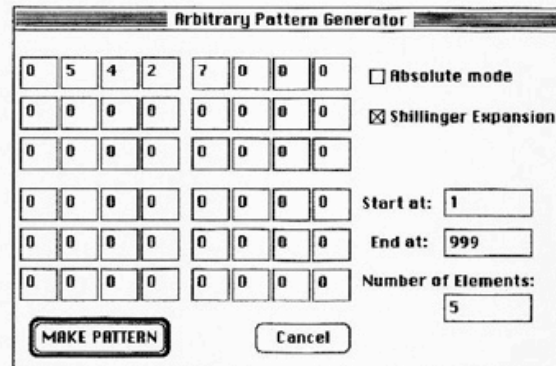 Arbitrary Pattern Generator
0 5 4 2 7 0 0 0
Absolute mode
0 0 0 0 0 0 0 0
Shillinger Expansion
0 0 0 0 0 0 0 0
0 0 0 0 0 0 0 0
Start at: 1
0 0 0 0 0 0 0 0
End at: 999
0 0 0 0 0 0 0 0
Number of Elements:
5
MAKE PATTERN
Cancel